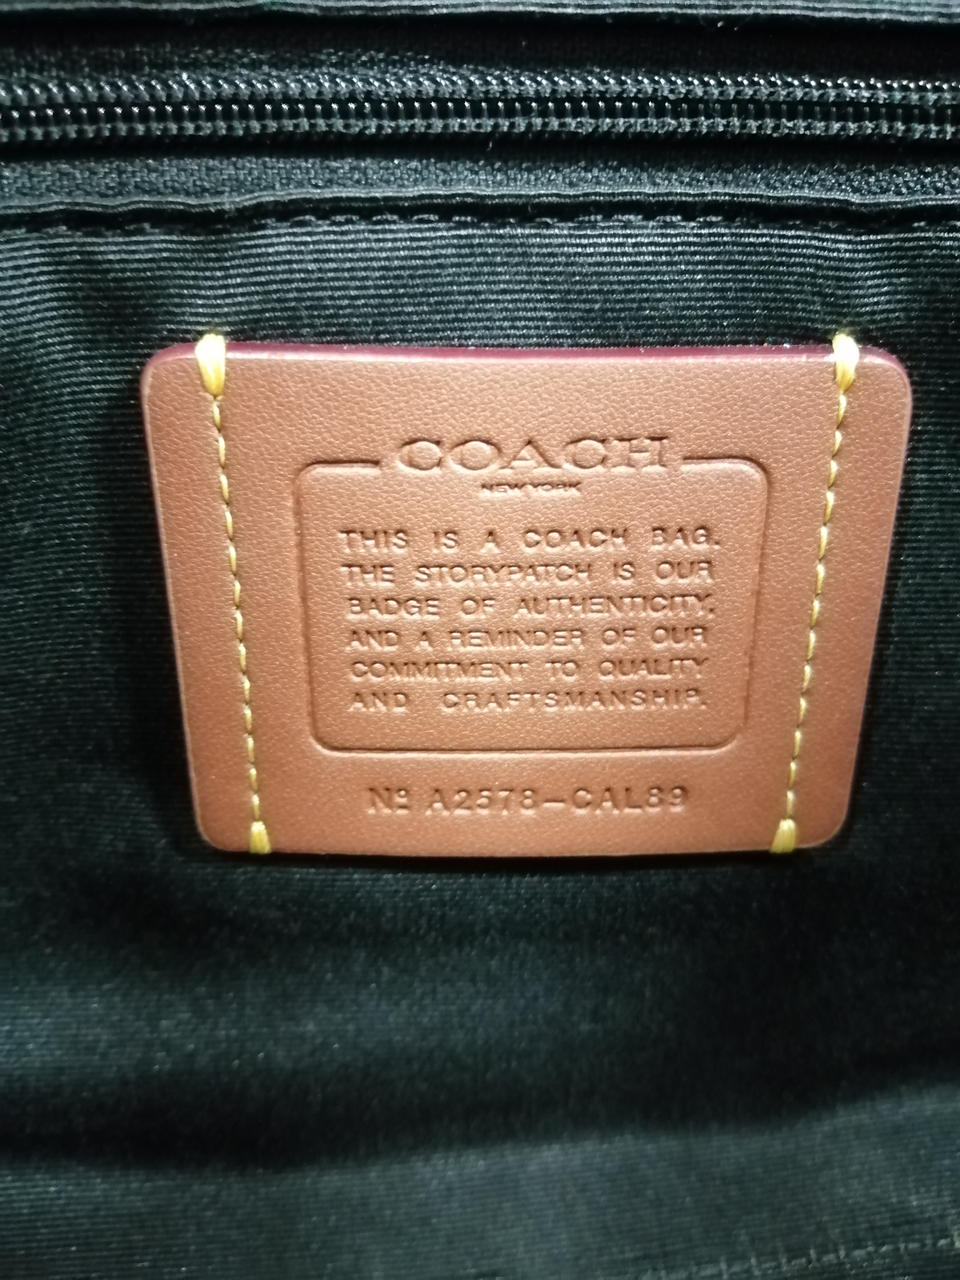 COACH
NEW YORK
THIS IS A COACH BAG.
THE STORYPATCH IS OUR
BADGE OF AUTHENTICITY,
AND A REMINDER OF OUR
COMMITMENT TO QUALITY
AND CRAFTSMANSHIP.
Nº A2578-CAL89